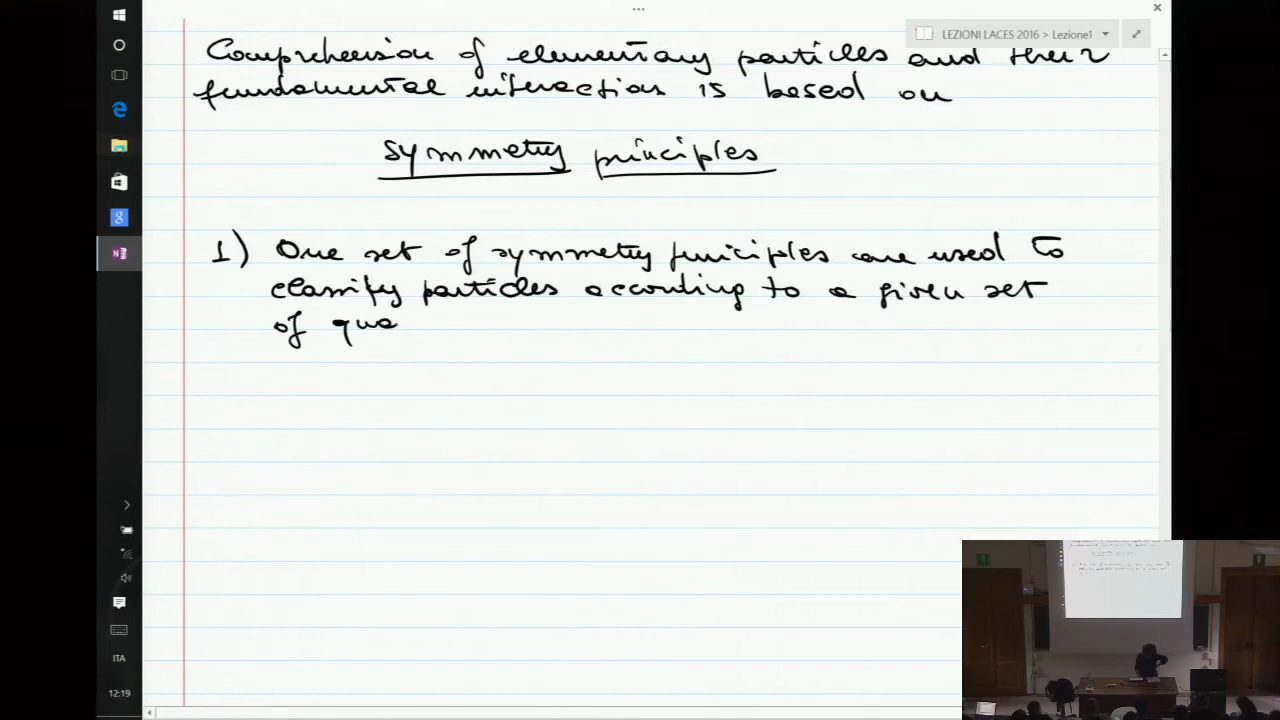 LEZIONI LACES 2016 > Lezione1
Comprehension of elementary particles and their
fundamental interactions is based on
symmetry principles
1) One set of symmetry principles are used to
classify particles according to a given set
of qua
ITA
12:19